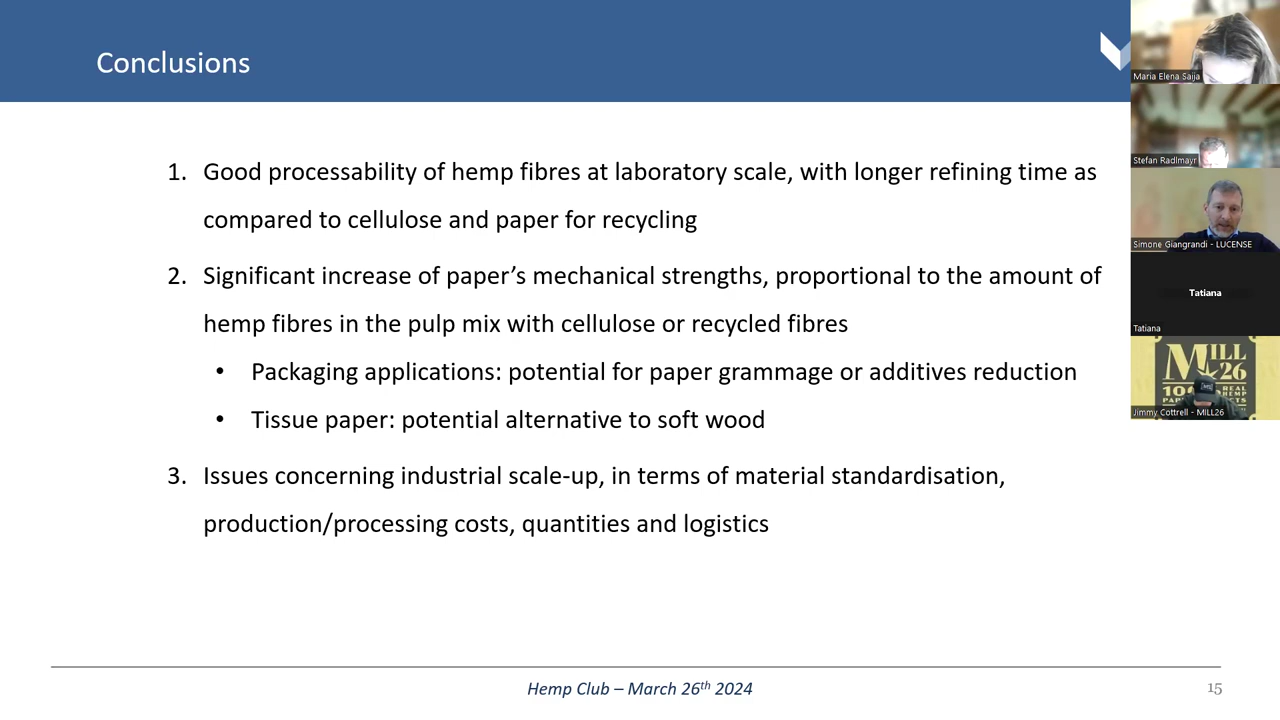 Conclusions
1. Good processability of hemp fibres at laboratory scale, with longer refining time as
compared to cellulose and paper for recycling
2. Significant increase of paper’s mechanical strengths, proportional to the amount of
hemp fibres in the pulp mix with cellulose or recycled fibres
• Packaging applications: potential for paper grammage or additives reduction
• Tissue paper: potential alternative to soft wood
3. Issues concerning industrial scale-up, in terms of material standardisation,
production/processing costs, quantities and logistics
Hemp Club – March 26th 2024
15
Maria Elena Saija
Stefan Radlmayr
Simone Giangrandi - LUCENSE
Tatiana
Tatiana
MILL
26
Jimmy Cottrell - MILL26